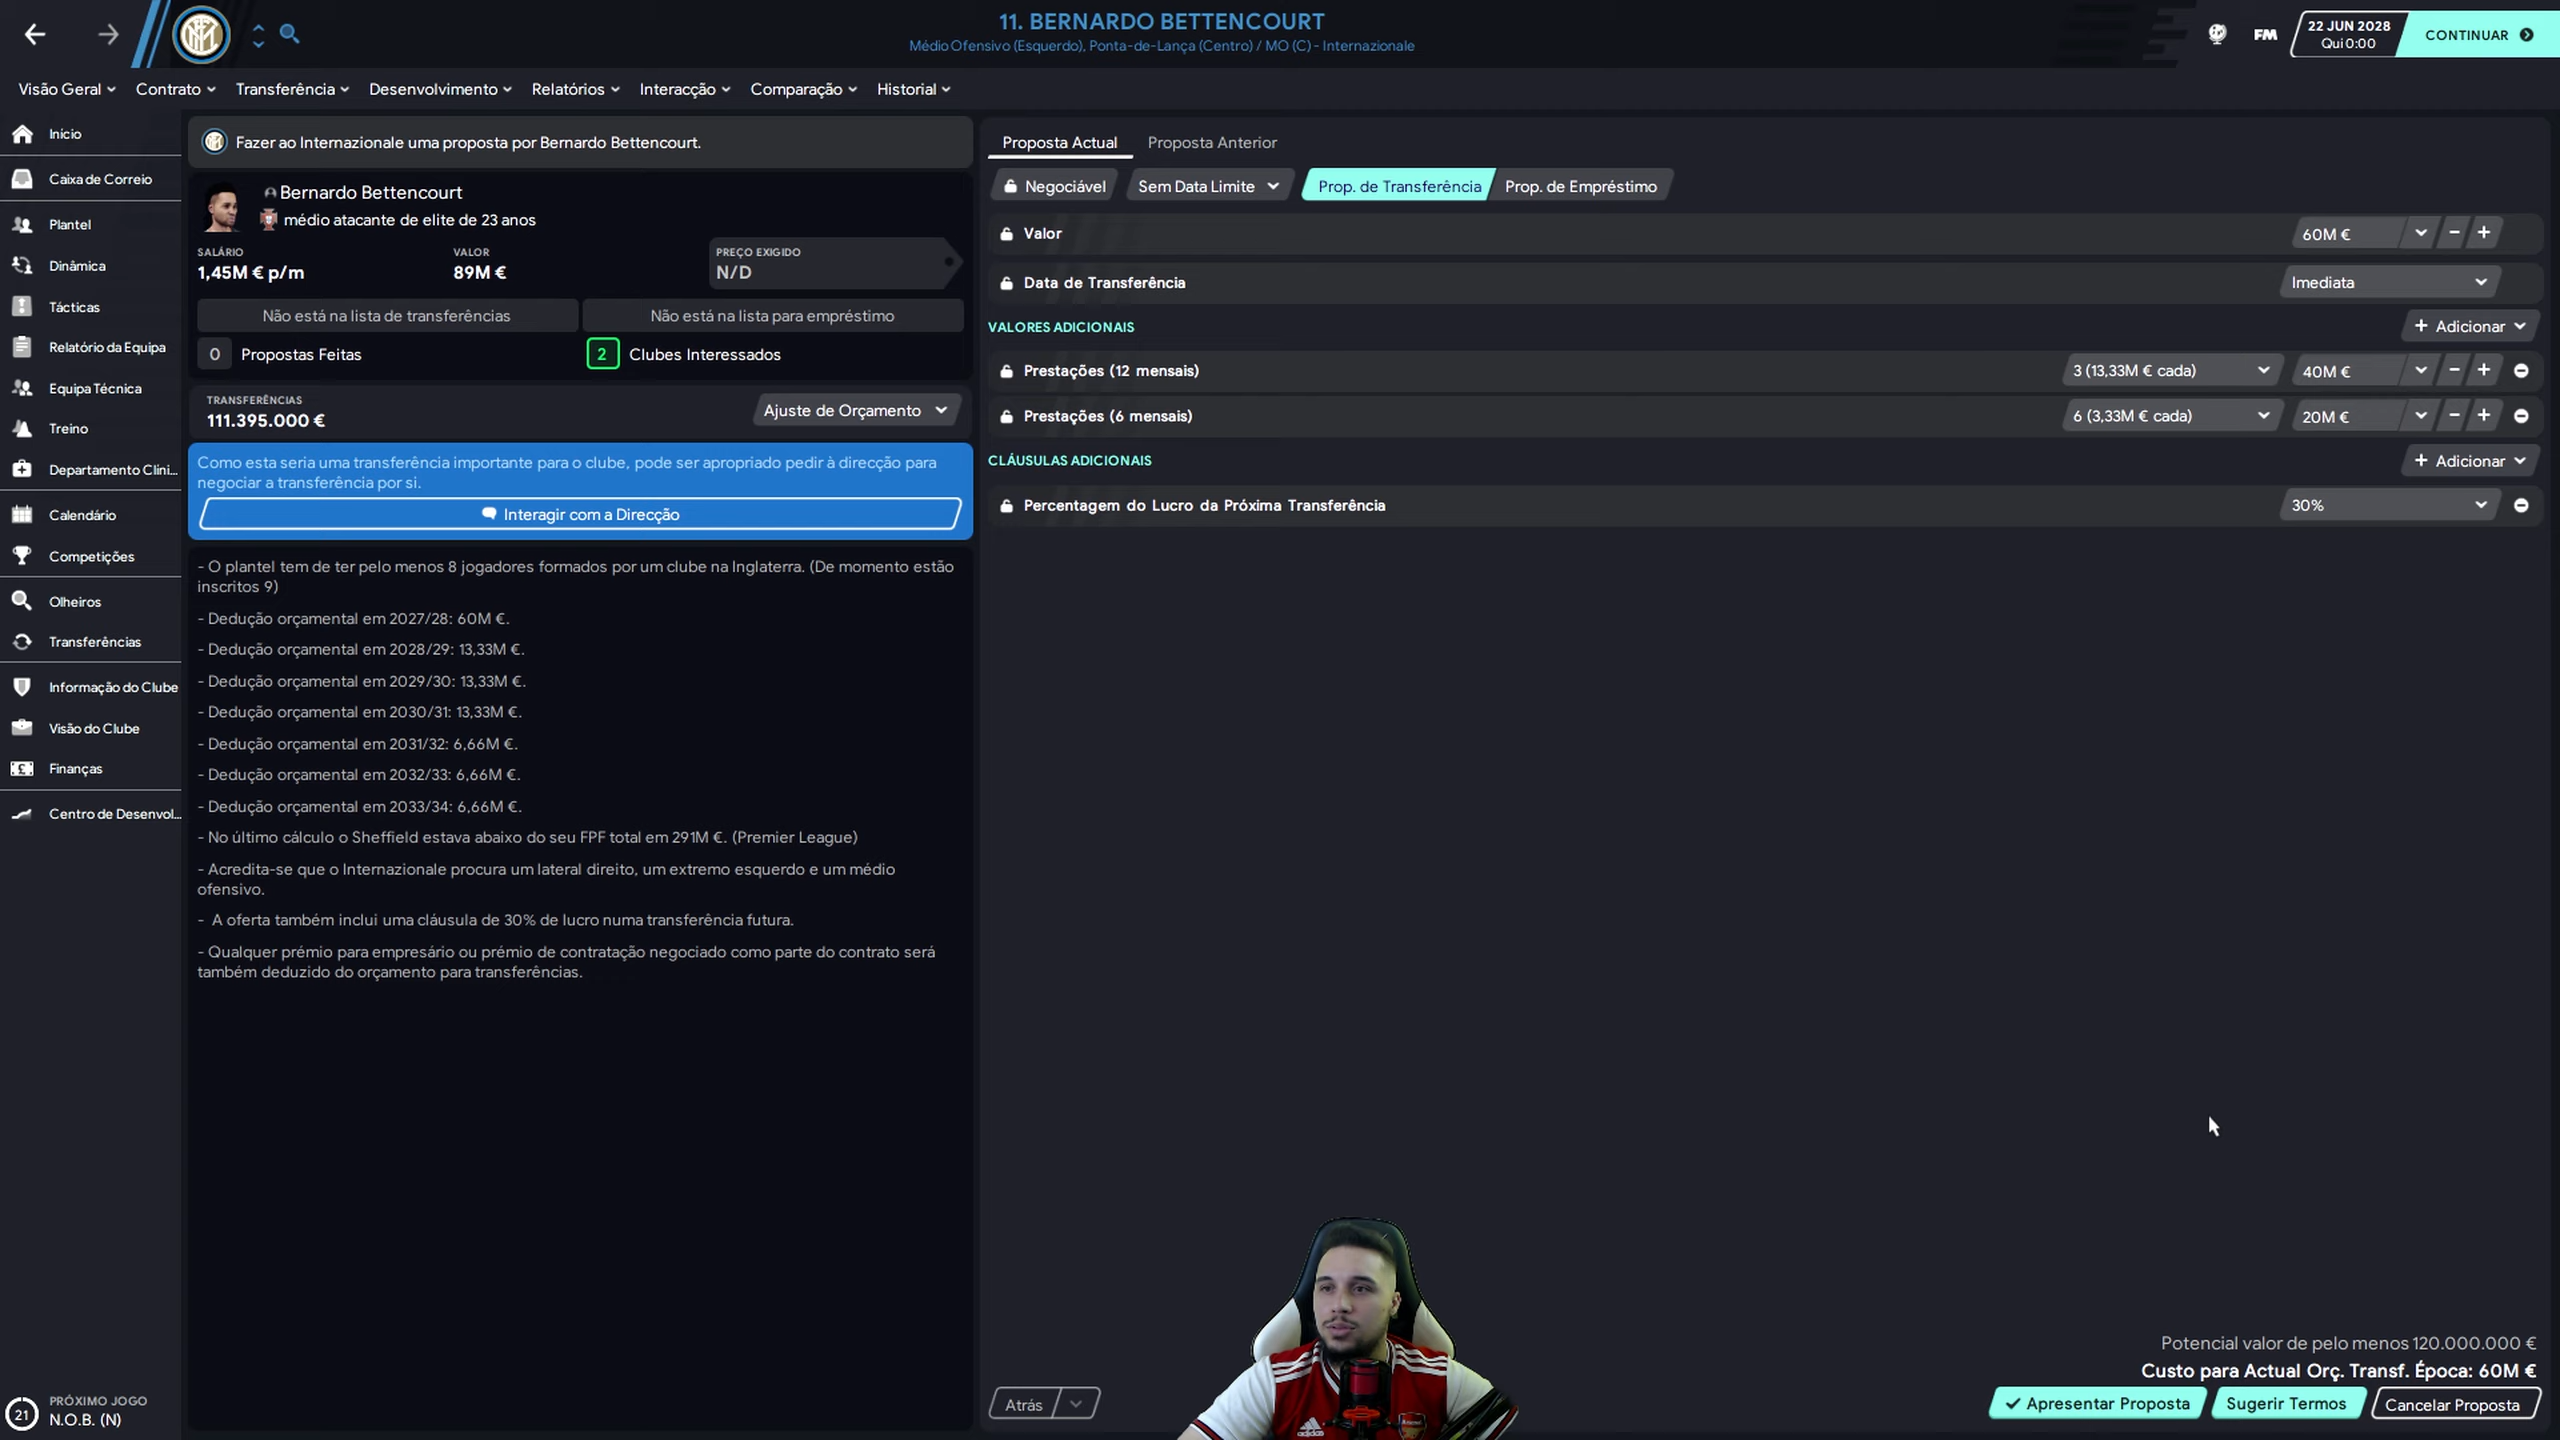 11. BERNARDO BETTENCOURT
Médio Ofensivo (Esquerdo), Ponta-de-Lança (Centro) / MO (C) - Internazionale
FM
22 JUN 2028
Qui 0:00
CONTINUAR
Visão Geral
Contrato
Transferência
Desenvolvimento
Relatórios
Interacção
Comparação
Historial
Início
Caixa de Correio
Plantel
Dinâmica
Tácticas
Relatório da Equipa
Equipa Técnica
Treino
Departamento Clíni...
Calendário
Competições
Olheiros
Transferências
Informação do Clube
Visão do Clube
Finanças
Centro de Desenvol...
21
PRÓXIMO JOGO
N.O.B. (N)
Fazer ao Internazionale uma proposta por Bernardo Bettencourt.
Bernardo Bettencourt
médio atacante de elite de 23 anos
SALÁRIO
1,45M € p/m
VALOR
89M €
PREÇO EXIGIDO
N/D
Não está na lista de transferências
Não está na lista para empréstimo
0 Propostas Feitas
2 Clubes Interessados
TRANSFERÊNCIAS
111.395.000 €
Ajuste de Orçamento
Como esta seria uma transferência importante para o clube, pode ser apropriado pedir à direcção para
negociar a transferência por si.
Interagir com a Direcção
- O plantel tem de ter pelo menos 8 jogadores formados por um clube na Inglaterra. (De momento estão
inscritos 9)
- Dedução orçamental em 2027/28: 60M €.
- Dedução orçamental em 2028/29: 13,33M €.
- Dedução orçamental em 2029/30: 13,33M €.
- Dedução orçamental em 2030/31: 13,33M €.
- Dedução orçamental em 2031/32: 6,66M €.
- Dedução orçamental em 2032/33: 6,66M €.
- Dedução orçamental em 2033/34: 6,66M €.
- No último cálculo o Sheffield estava abaixo do seu FPF total em 291M €. (Premier League)
- Acredita-se que o Internazionale procura um lateral direito, um extremo esquerdo e um médio
ofensivo.
- A oferta também inclui uma cláusula de 30% de lucro numa transferência futura.
- Qualquer prémio para empresário ou prémio de contratação negociado como parte do contrato será
também deduzido do orçamento para transferências.
Proposta Actual
Proposta Anterior
Negociável
Sem Data Limite
Prop. de Transferência
Prop. de Empréstimo
Valor
60M €
Data de Transferência
Imediata
VALORES ADICIONAIS
+ Adicionar
Prestações (12 mensais)
3 (13,33M € cada)
40M €
Prestações (6 mensais)
6 (3,33M € cada)
20M €
CLÁUSULAS ADICIONAIS
+ Adicionar
Percentagem do Lucro da Próxima Transferência
30%
Potencial valor de pelo menos 120.000.000 €
Custo para Actual Orç. Transf. Época: 60M €
Atrás
Apresentar Proposta
Sugerir Termos
Cancelar Proposta
adidas
Arsenal